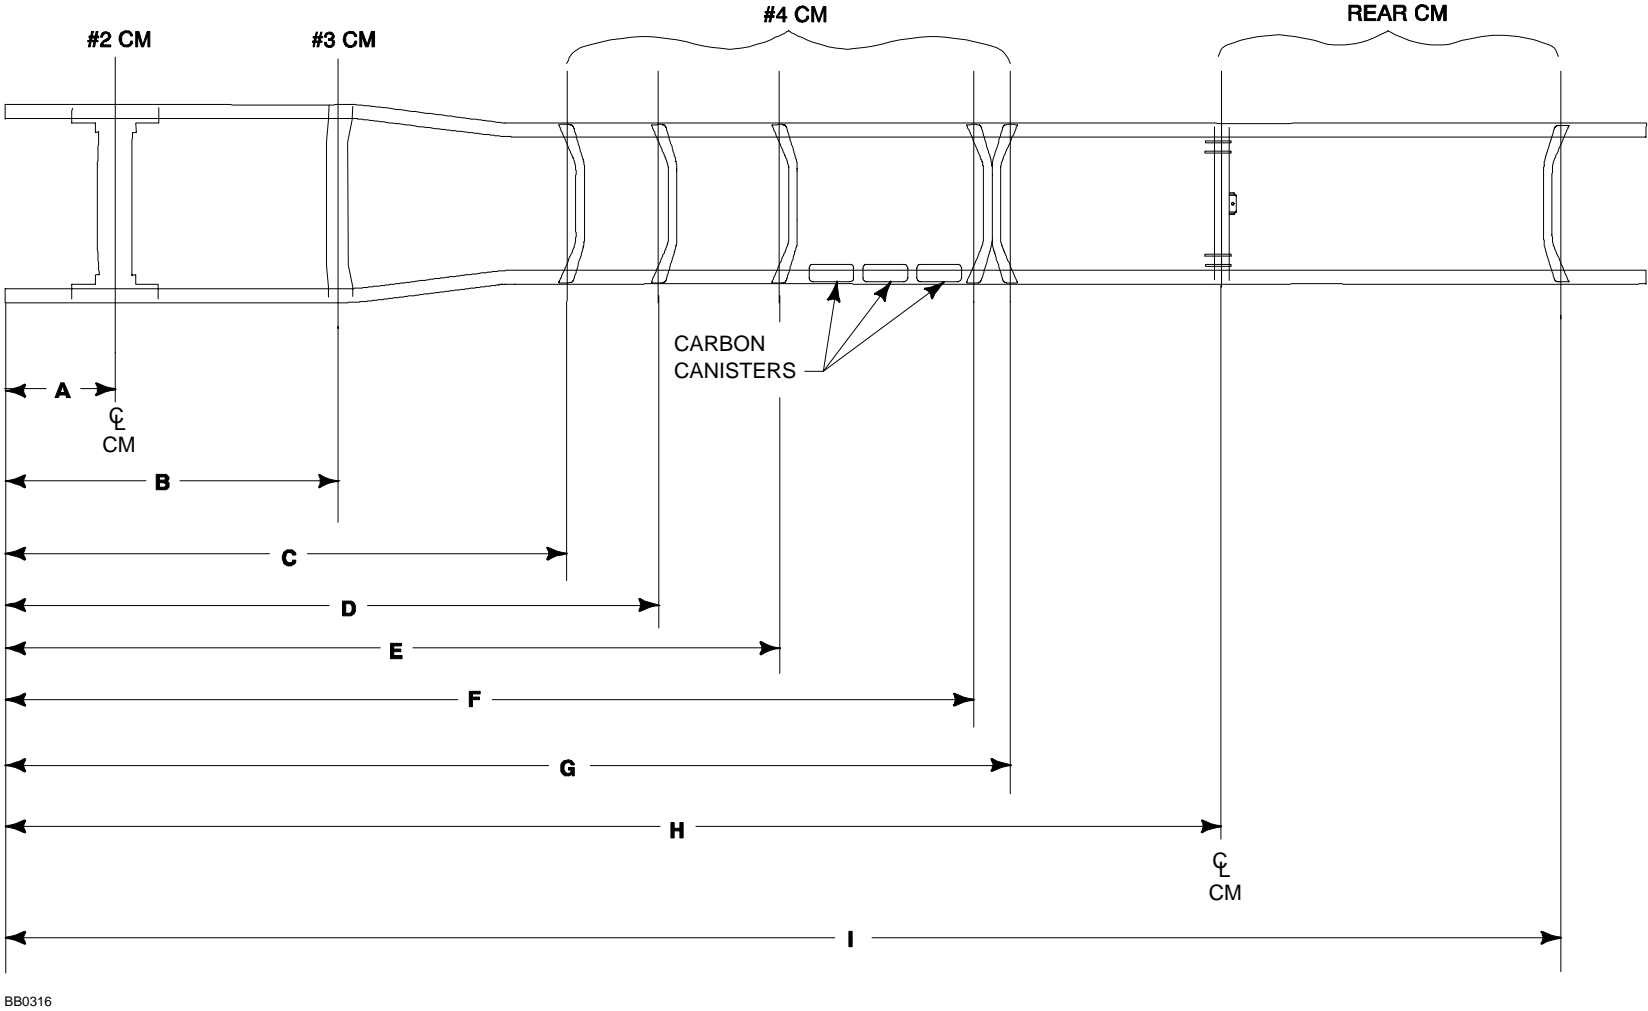 #4 CM
REAR CM
#2 CM
#3 CM
CARBON
CANISTERS
A
℄
CM
B
C
D
E
F
G
H
℄
CM
I
BB0316